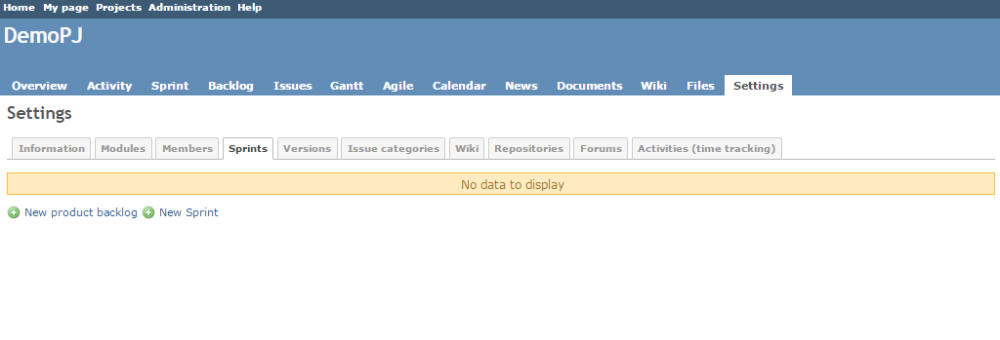 Home My page Projects Administration Help
DemoPJ
Overview Activity Sprint Backlog Issues Gantt Agile Calendar News Documents Wiki Files Settings
Settings
Information Modules Members Sprints Versions Issue categories Wiki Repositories Forums Activities (time tracking)
No data to display
New product backlog New Sprint